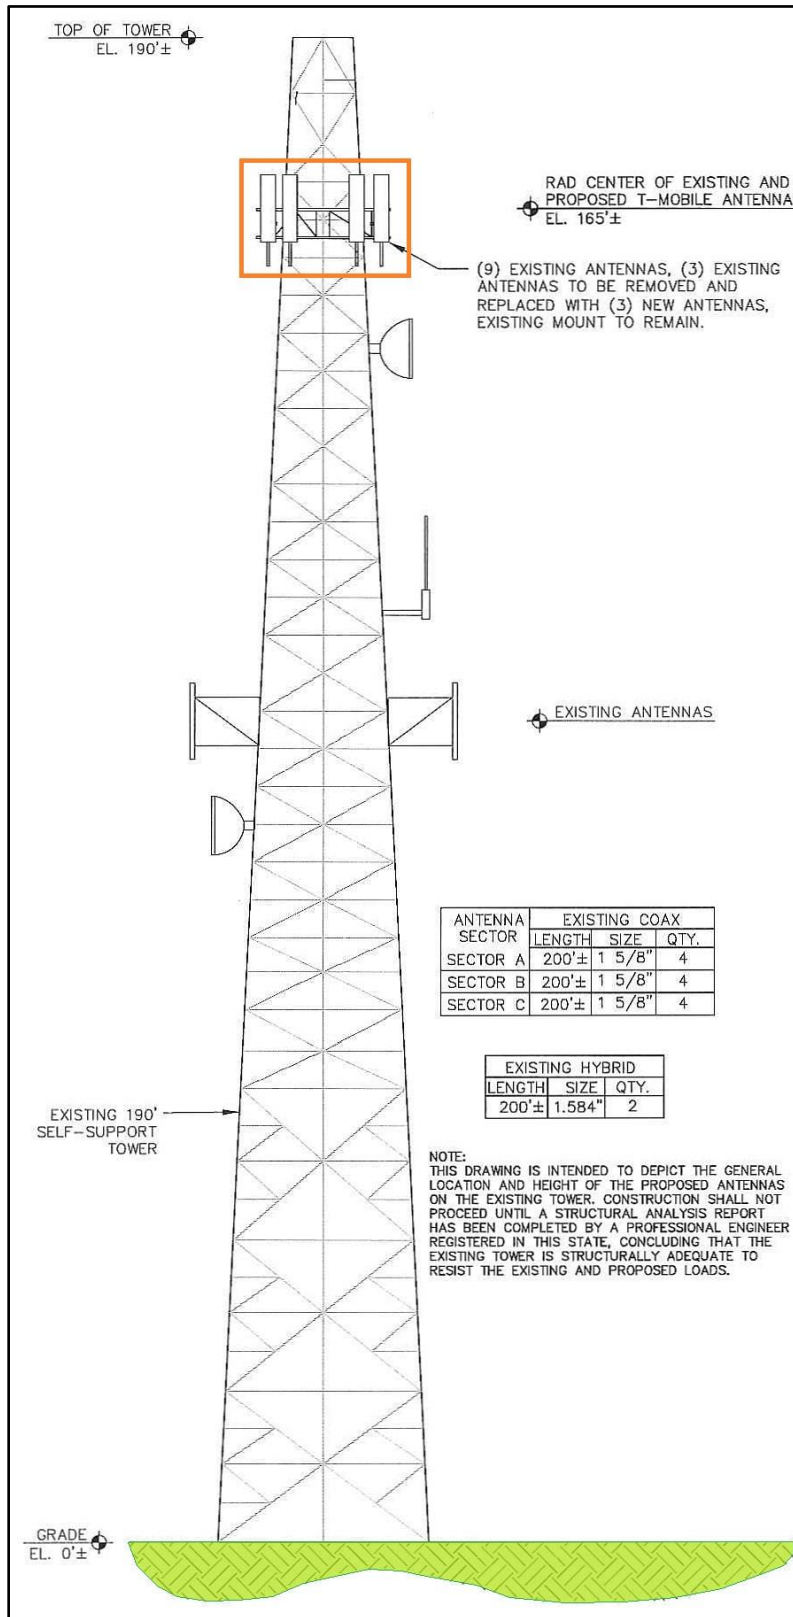 TOP OF TOWER
EL. 190'±
RAD CENTER OF EXISTING AND
PROPOSED T-MOBILE ANTENNA
EL. 165'±
(9) EXISTING ANTENNAS, (3) EXISTING
ANTENNAS TO BE REMOVED AND
REPLACED WITH (3) NEW ANTENNAS,
EXISTING MOUNT TO REMAIN.
EXISTING ANTENNAS
ANTENNA SECTOR EXISTING COAX
LENGTH SIZE QTY.
SECTOR A 200'± 1 5/8" 4
SECTOR B 200'± 1 5/8" 4
SECTOR C 200'± 1 5/8" 4
EXISTING HYBRID
LENGTH SIZE QTY.
200'± 1.584" 2
EXISTING 190'
SELF-SUPPORT
TOWER
NOTE:
THIS DRAWING IS INTENDED TO DEPICT THE GENERAL
LOCATION AND HEIGHT OF THE PROPOSED ANTENNAS
ON THE EXISTING TOWER. CONSTRUCTION SHALL NOT
PROCEED UNTIL A STRUCTURAL ANALYSIS REPORT
HAS BEEN COMPLETED BY A PROFESSIONAL ENGINEER
REGISTERED IN THIS STATE, CONCLUDING THAT THE
EXISTING TOWER IS STRUCTURALLY ADEQUATE TO
RESIST THE EXISTING AND PROPOSED LOADS.
GRADE
EL. 0'±